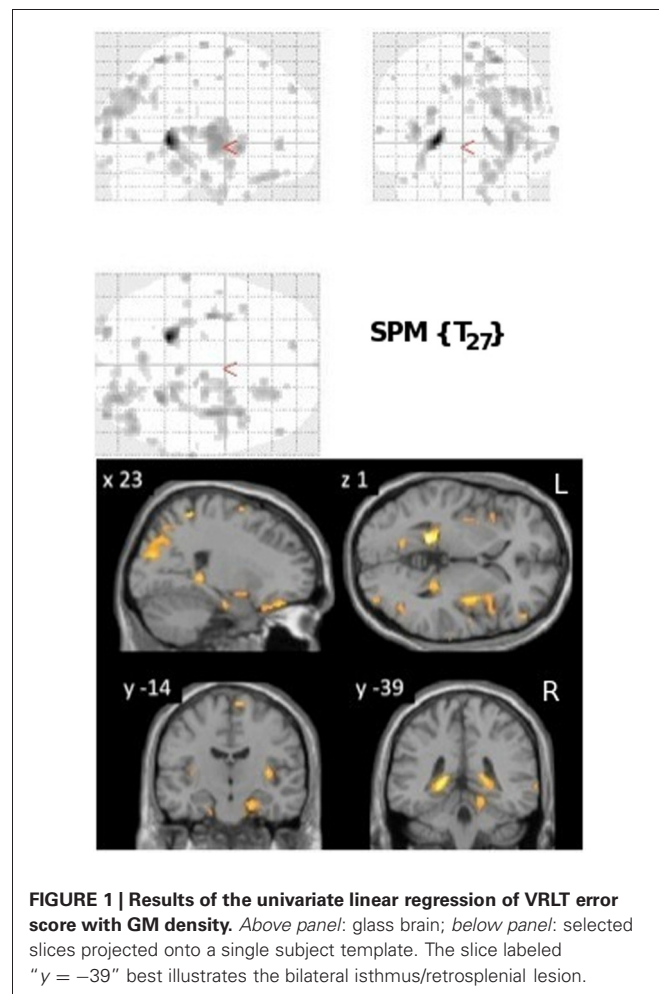 SPM {T27}
x 23
z 1
L
y -14
y -39
R
FIGURE 1 | Results of the univariate linear regression of VRLT error
score with GM density. Above panel: glass brain; below panel: selected
slices projected onto a single subject template. The slice labeled
"y = −39" best illustrates the bilateral isthmus/retrosplenial lesion.